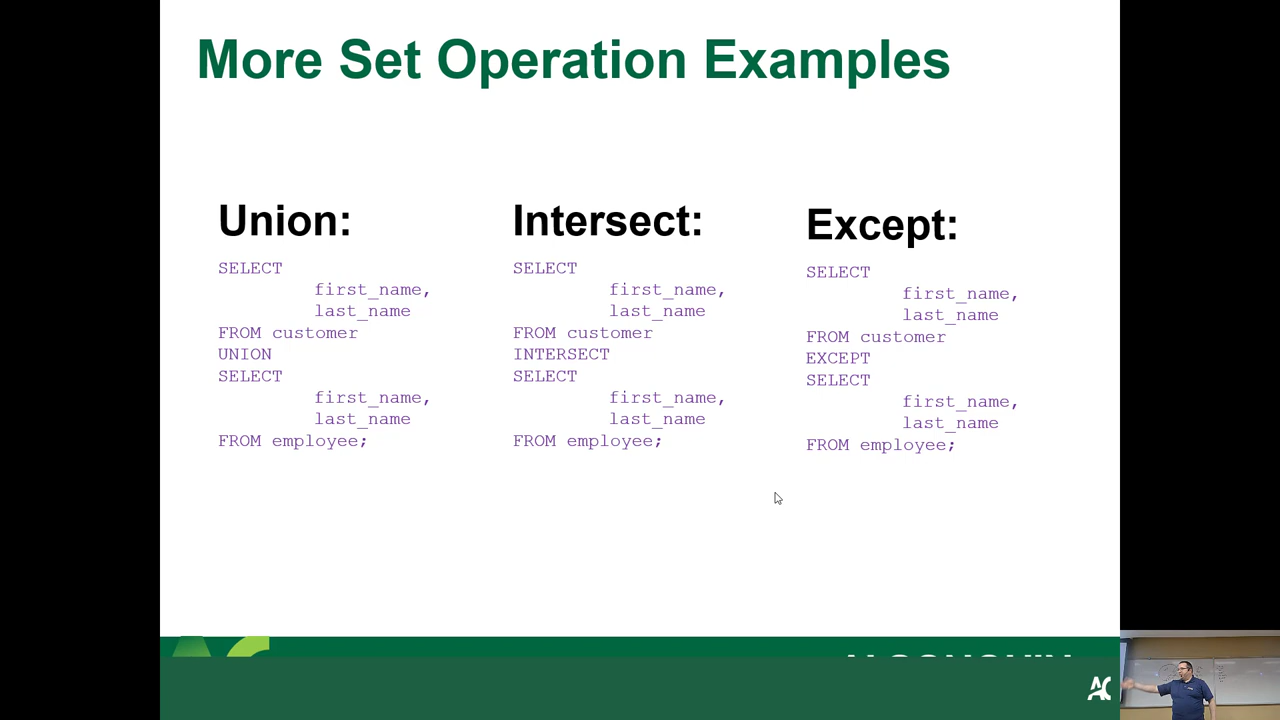 More Set Operation Examples
Union:
SELECT
first_name,
last_name
FROM customer
UNION
SELECT
first_name,
last_name
FROM employee;
Intersect:
SELECT
first_name,
last_name
FROM customer
INTERSECT
SELECT
first_name,
last_name
FROM employee;
Except:
SELECT
first_name,
last_name
FROM customer
EXCEPT
SELECT
first_name,
last_name
FROM employee;
ALGONQUIN
AC